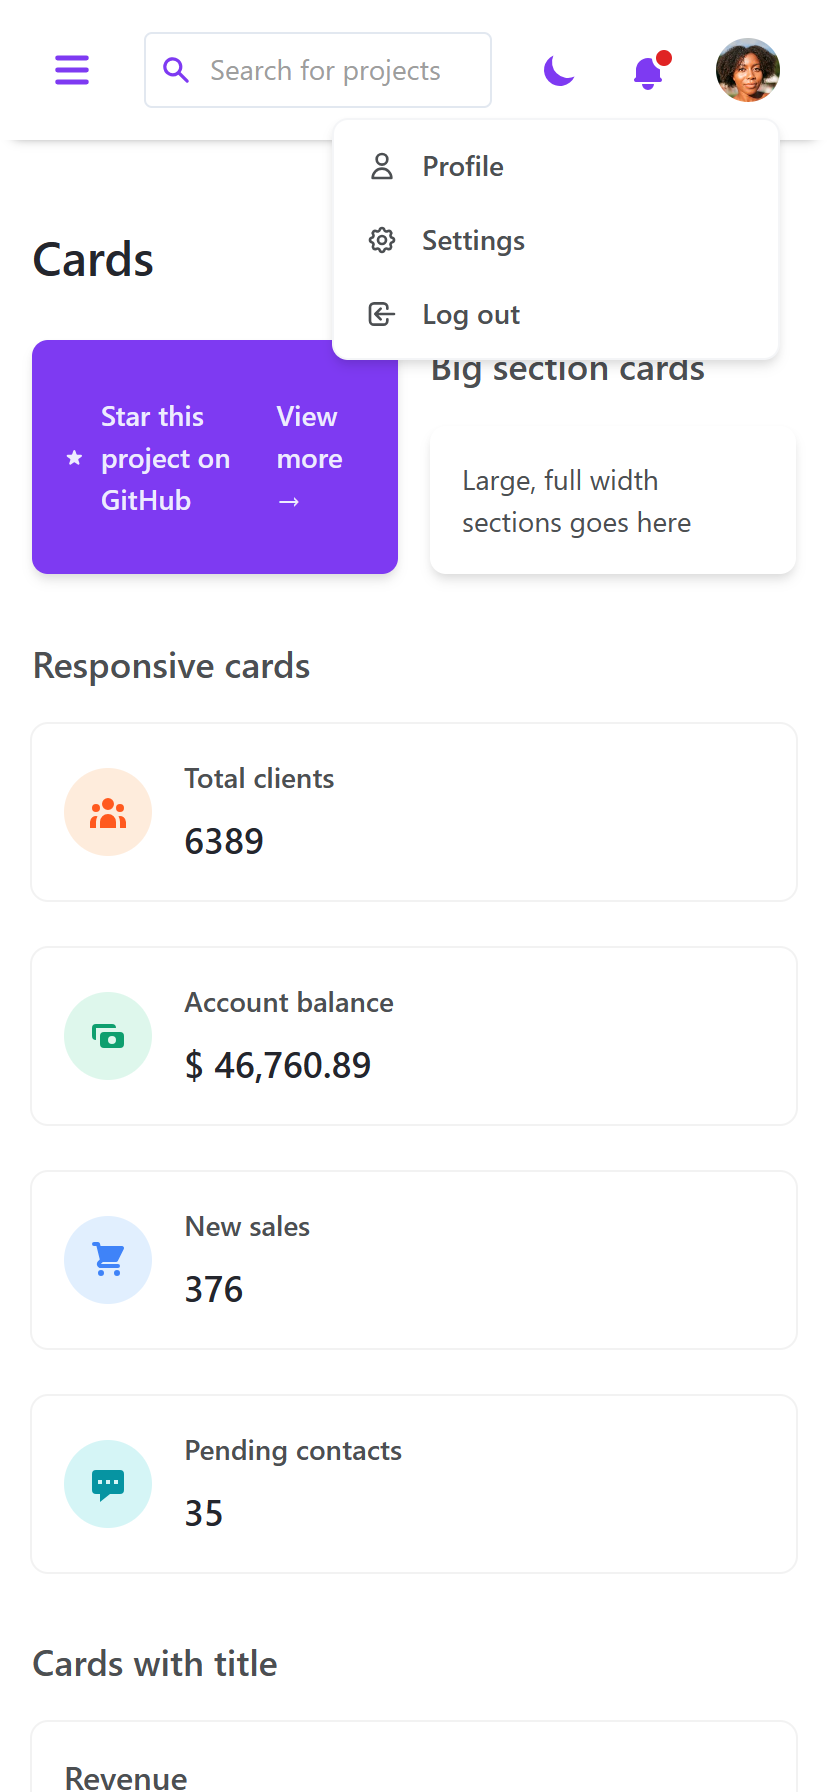 Search for projects
Profile
Settings
Log out
Cards
Star this
project on
GitHub
View
more
→
Big section cards
Large, full width
sections goes here
Responsive cards
Total clients
6389
Account balance
$ 46,760.89
New sales
376
Pending contacts
35
Cards with title
Revenue